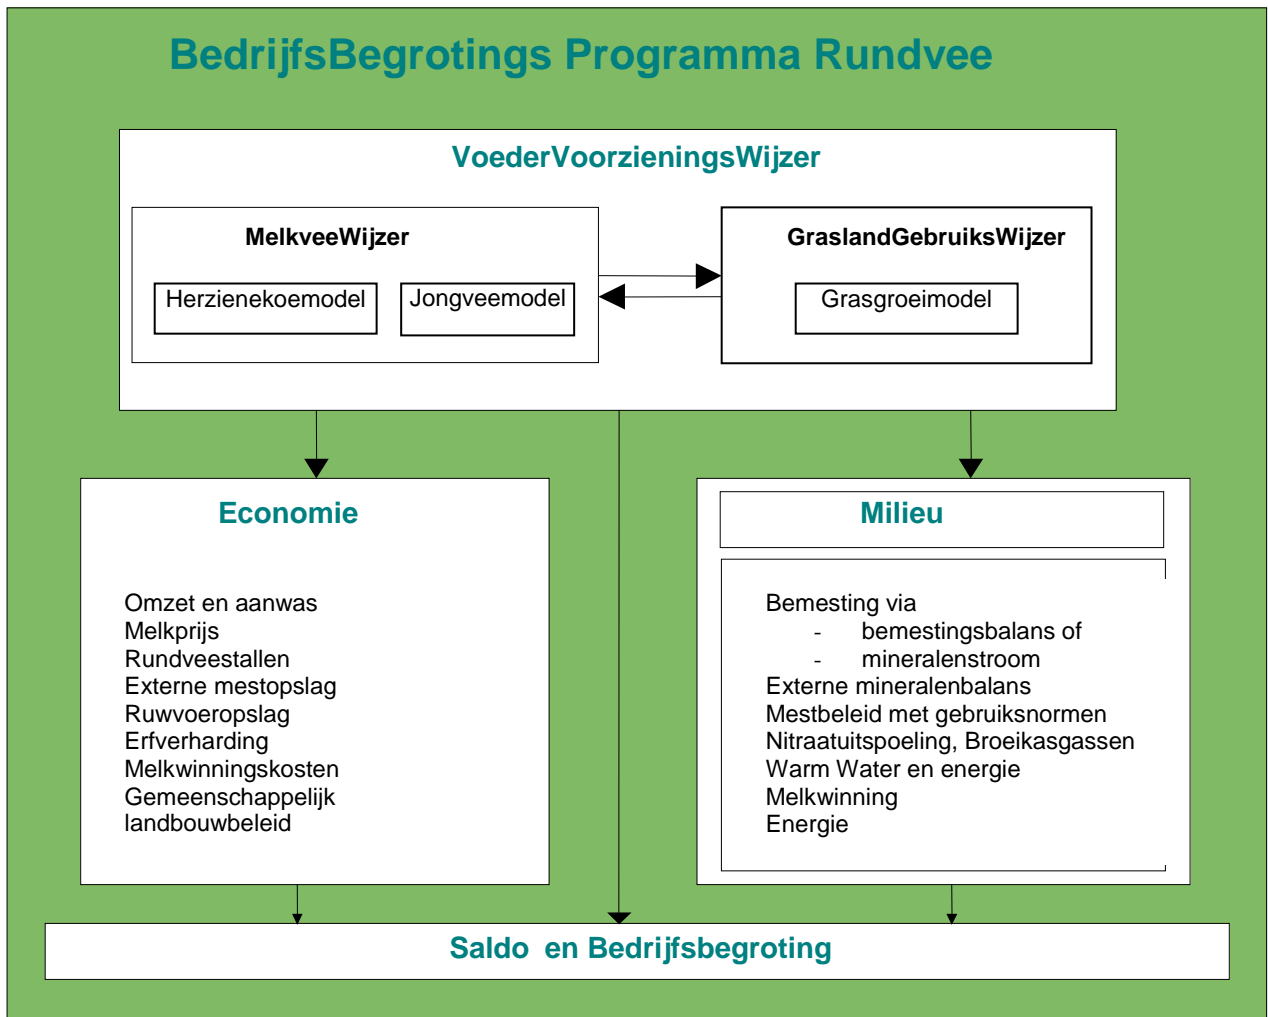 BedrijfsBegrotings Programma Rundvee
VoederVoorzieningsWijzer
MelkveeWijzer
Herzienekoemodel
Jongveemodel
GraslandGebruiksWijzer
Grasgroeimodel
Economie
Omzet en aanwas
Melkprijs
Rundveestallen
Externe mestopslag
Ruwvoeropslag
Erfverharding
Melkwinningskosten
Gemeenschappelijk
landbouwbeleid
Milieu
Bemesting via
- bemestingsbalans of
- mineralenstroom
Externe mineralenbalans
Mestbeleid met gebruiksnormen
Nitraatuitspoeling, Broeikasgassen
Warm Water en energie
Melkwinning
Energie
Saldo en Bedrijfsbegroting